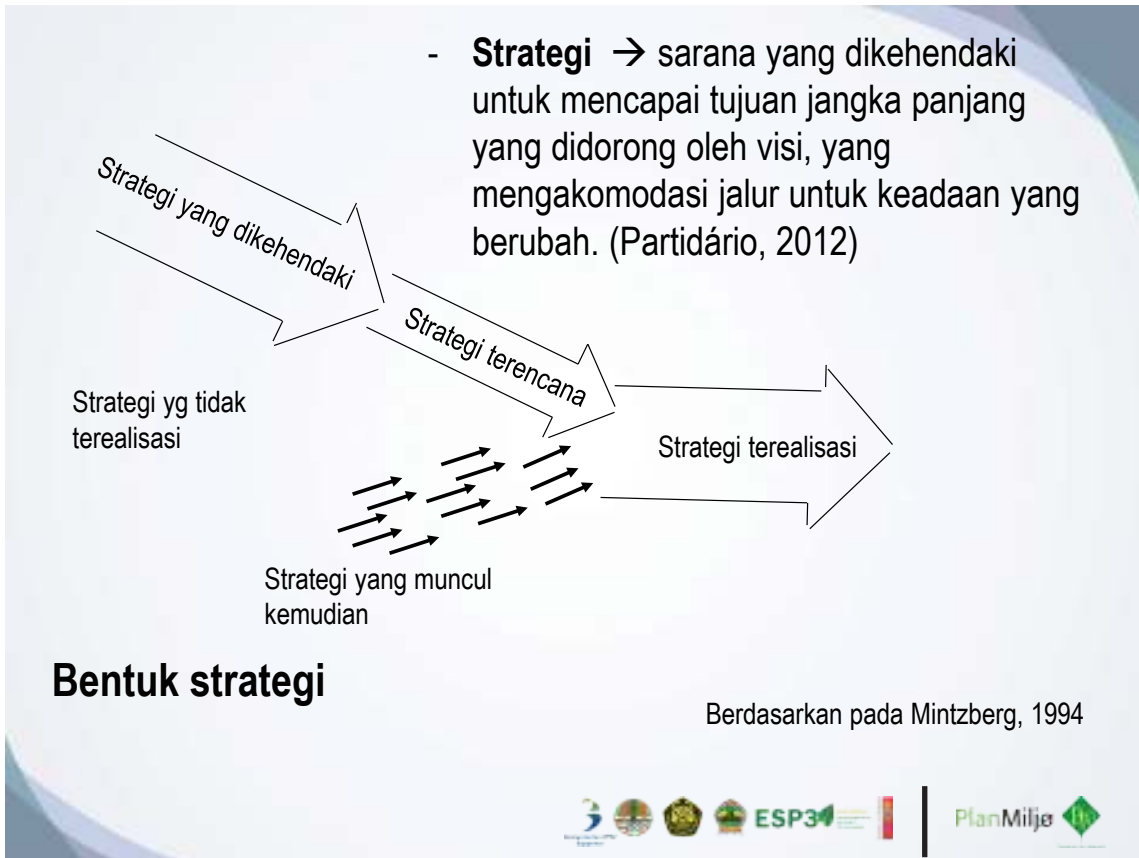 - Strategi → sarana yang dikehendaki
untuk mencapai tujuan jangka panjang
yang didorong oleh visi, yang
mengakomodasi jalur untuk keadaan yang
berubah. (Partidário, 2012)
Strategi yang dikehendaki
Strategi terencana
Strategi yg tidak
terealisasi
Strategi terealisasi
Strategi yang muncul
kemudian
Bentuk strategi
Berdasarkan pada Mintzberg, 1994
ESP3
PlanMiljø